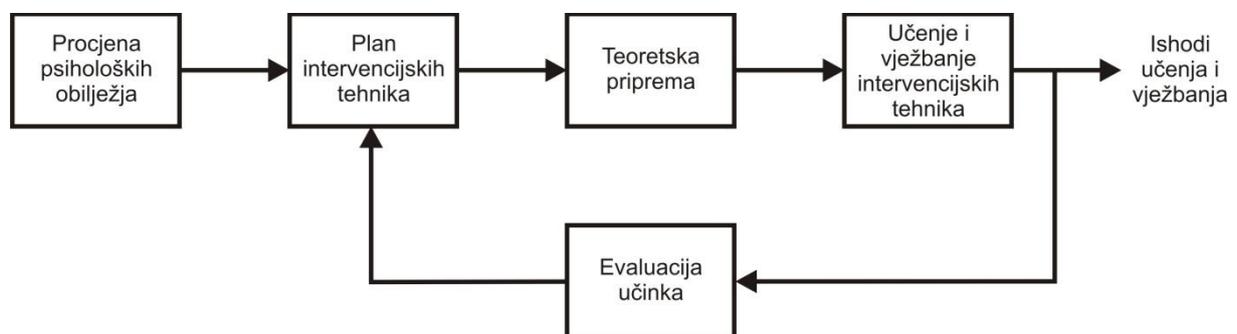 Procjena
psiholoških
obilježja
Plan
intervencijskih
tehnika
Teoretska
priprema
Učenje i
vježbanje
intervencijskih
tehnika
Ishodi
učenja i
vježbanja
Evaluacija
učinka